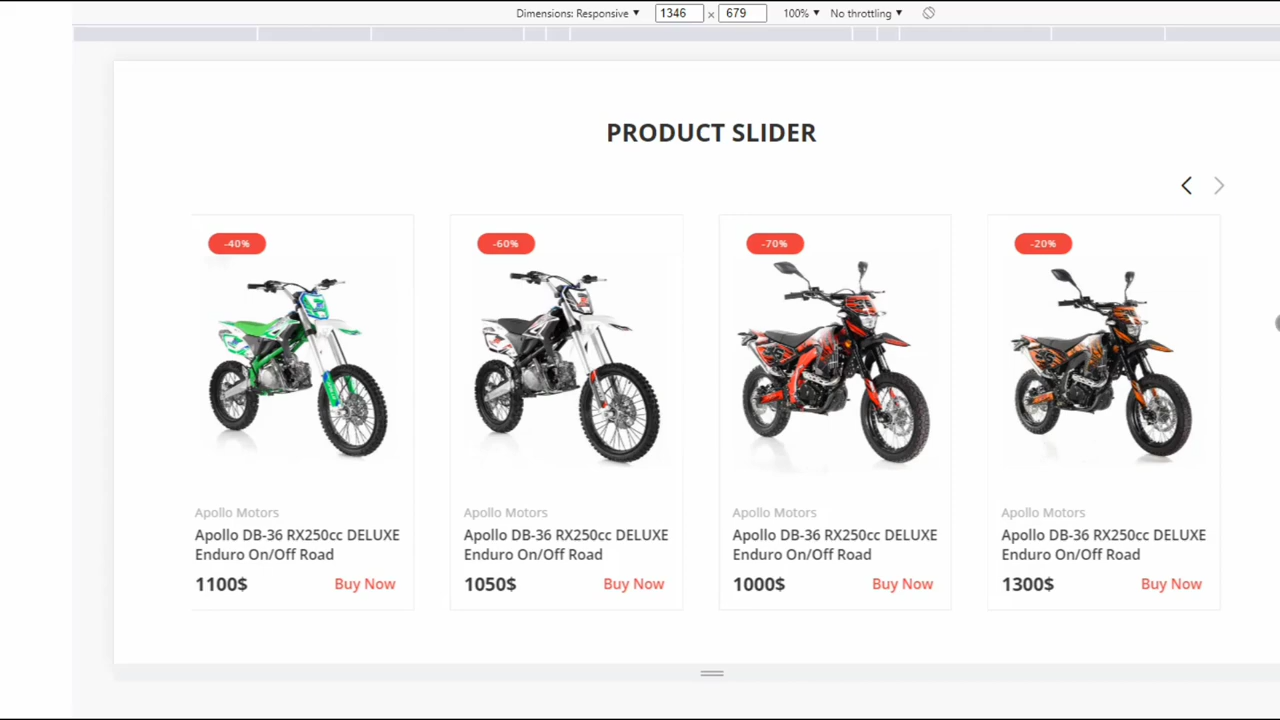 Dimensions: Responsive ▼ 1346 × 679 100% ▼ No throttling ▼
PRODUCT SLIDER
-40%
-60%
-70%
-20%
Apollo Motors
Apollo DB-36 RX250cc DELUXE
Enduro On/Off Road
1100$ Buy Now
Apollo Motors
Apollo DB-36 RX250cc DELUXE
Enduro On/Off Road
1050$ Buy Now
Apollo Motors
Apollo DB-36 RX250cc DELUXE
Enduro On/Off Road
1000$ Buy Now
Apollo Motors
Apollo DB-36 RX250cc DELUXE
Enduro On/Off Road
1300$ Buy Now